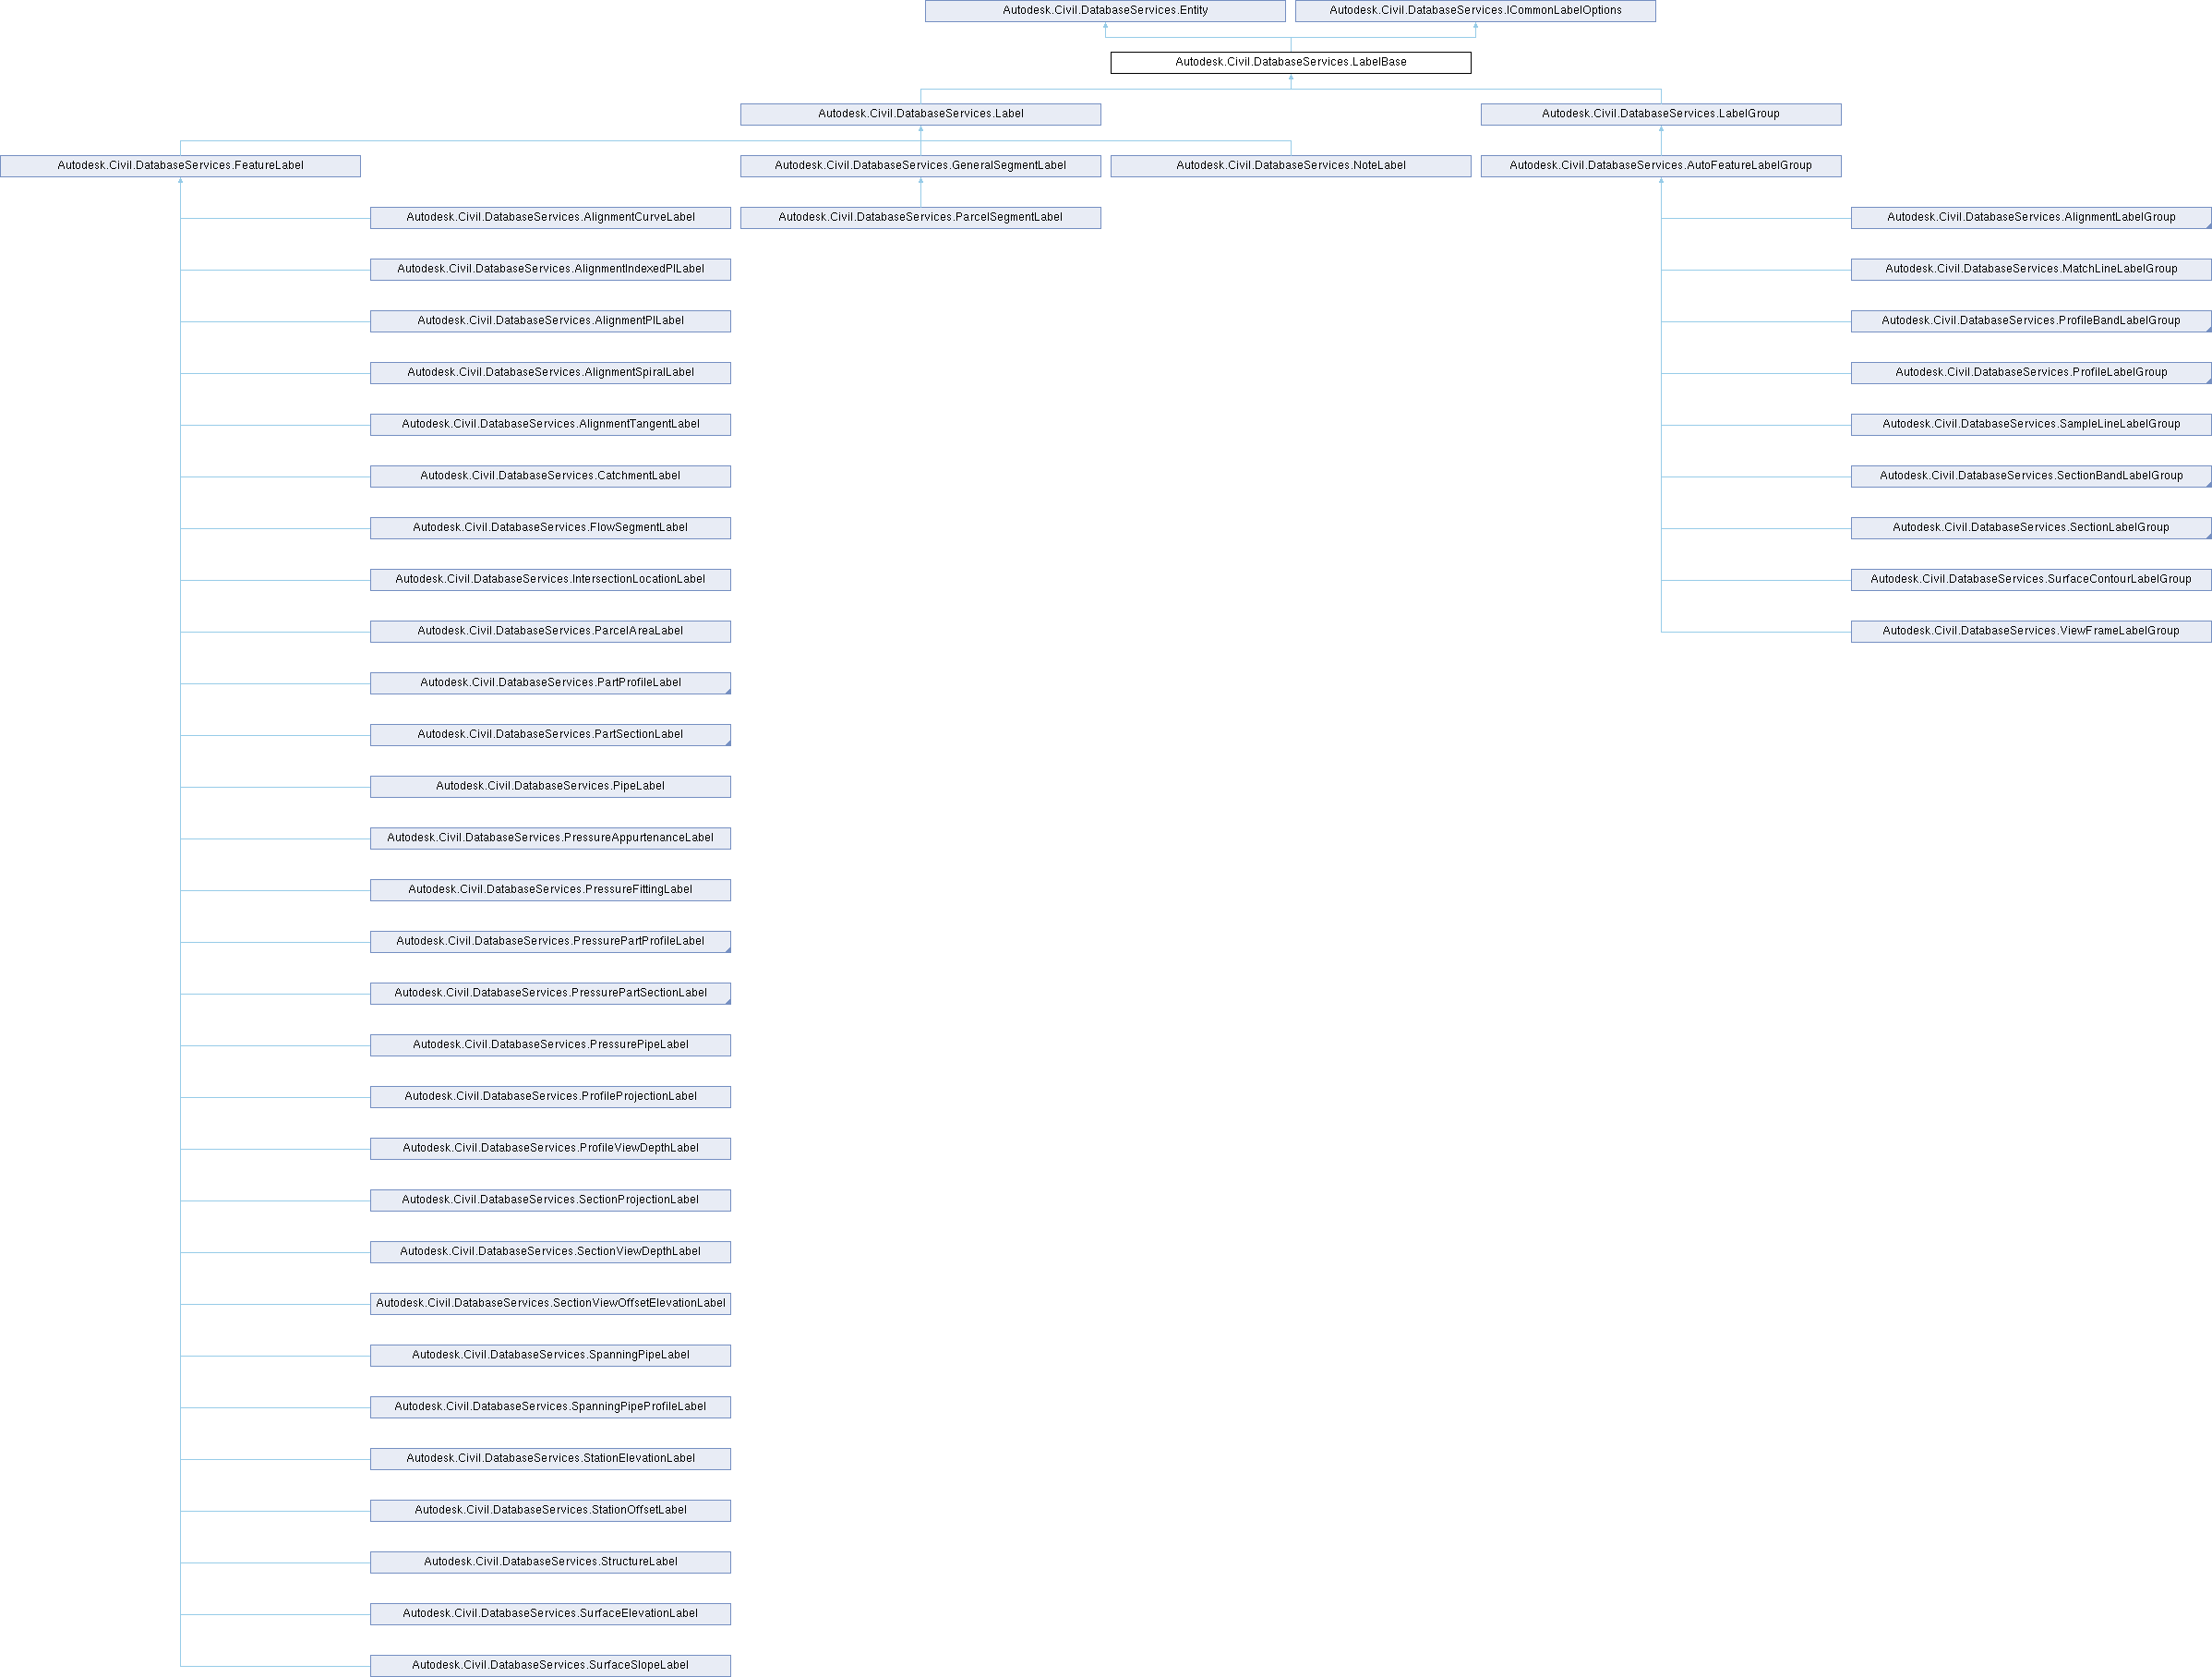 Autodesk.Civil.DatabaseServices.Entity
Autodesk.Civil.DatabaseServices.ICommonLabelOptions
Autodesk.Civil.DatabaseServices.LabelBase
Autodesk.Civil.DatabaseServices.Label
Autodesk.Civil.DatabaseServices.LabelGroup
Autodesk.Civil.DatabaseServices.FeatureLabel
Autodesk.Civil.DatabaseServices.GeneralSegmentLabel
Autodesk.Civil.DatabaseServices.NoteLabel
Autodesk.Civil.DatabaseServices.AutoFeatureLabelGroup
Autodesk.Civil.DatabaseServices.AlignmentCurveLabel
Autodesk.Civil.DatabaseServices.ParcelSegmentLabel
Autodesk.Civil.DatabaseServices.AlignmentLabelGroup
Autodesk.Civil.DatabaseServices.AlignmentIndexedPILabel
Autodesk.Civil.DatabaseServices.MatchLineLabelGroup
Autodesk.Civil.DatabaseServices.AlignmentPILabel
Autodesk.Civil.DatabaseServices.ProfileBandLabelGroup
Autodesk.Civil.DatabaseServices.AlignmentSpiralLabel
Autodesk.Civil.DatabaseServices.ProfileLabelGroup
Autodesk.Civil.DatabaseServices.AlignmentTangentLabel
Autodesk.Civil.DatabaseServices.SampleLineLabelGroup
Autodesk.Civil.DatabaseServices.CatchmentLabel
Autodesk.Civil.DatabaseServices.SectionBandLabelGroup
Autodesk.Civil.DatabaseServices.FlowSegmentLabel
Autodesk.Civil.DatabaseServices.SectionLabelGroup
Autodesk.Civil.DatabaseServices.IntersectionLocationLabel
Autodesk.Civil.DatabaseServices.SurfaceContourLabelGroup
Autodesk.Civil.DatabaseServices.ParcelAreaLabel
Autodesk.Civil.DatabaseServices.ViewFrameLabelGroup
Autodesk.Civil.DatabaseServices.PartProfileLabel
Autodesk.Civil.DatabaseServices.PartSectionLabel
Autodesk.Civil.DatabaseServices.PipeLabel
Autodesk.Civil.DatabaseServices.PressureAppurtenanceLabel
Autodesk.Civil.DatabaseServices.PressureFittingLabel
Autodesk.Civil.DatabaseServices.PressurePartProfileLabel
Autodesk.Civil.DatabaseServices.PressurePartSectionLabel
Autodesk.Civil.DatabaseServices.PressurePipeLabel
Autodesk.Civil.DatabaseServices.ProfileProjectionLabel
Autodesk.Civil.DatabaseServices.ProfileViewDepthLabel
Autodesk.Civil.DatabaseServices.SectionProjectionLabel
Autodesk.Civil.DatabaseServices.SectionViewDepthLabel
Autodesk.Civil.DatabaseServices.SectionViewOffsetElevationLabel
Autodesk.Civil.DatabaseServices.SpanningPipeLabel
Autodesk.Civil.DatabaseServices.SpanningPipeProfileLabel
Autodesk.Civil.DatabaseServices.StationElevationLabel
Autodesk.Civil.DatabaseServices.StationOffsetLabel
Autodesk.Civil.DatabaseServices.StructureLabel
Autodesk.Civil.DatabaseServices.SurfaceElevationLabel
Autodesk.Civil.DatabaseServices.SurfaceSlopeLabel